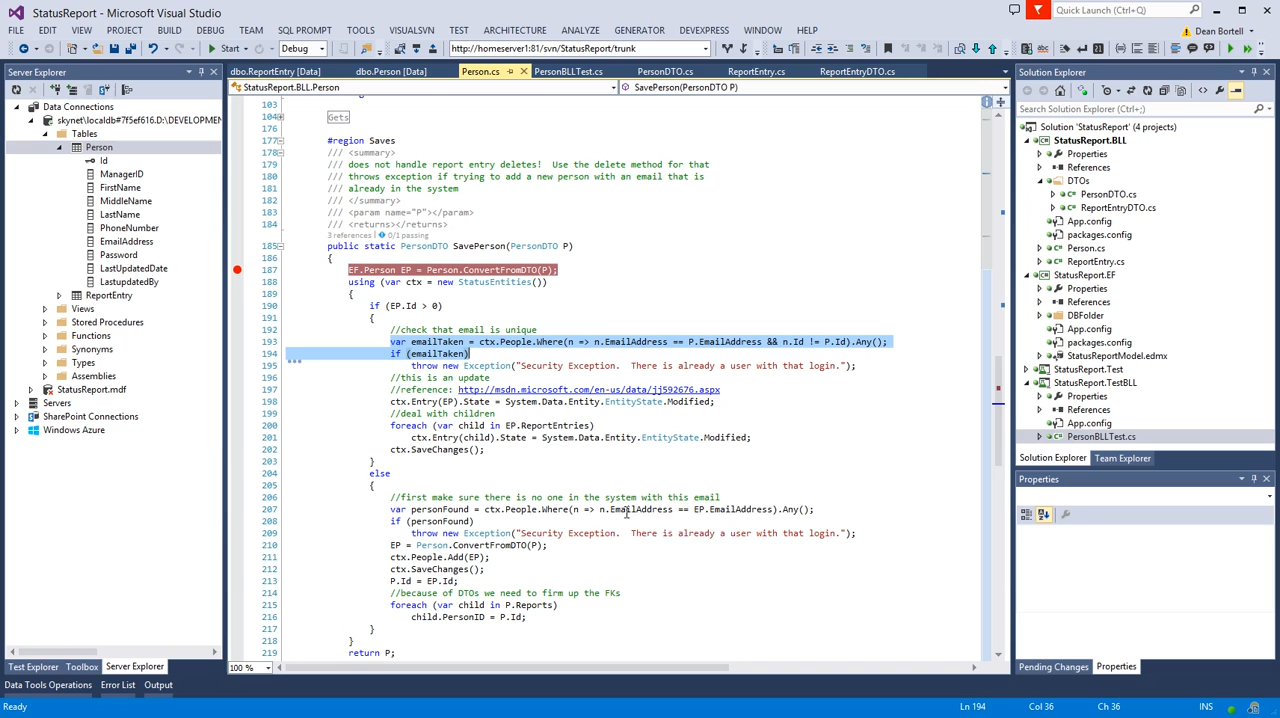 StatusReport - Microsoft Visual Studio
Quick Launch (Ctrl+Q)
FILE EDIT VIEW PROJECT BUILD DEBUG TEAM SQL PROMPT TOOLS VISUALSVN TEST ARCHITECTURE ANALYZE GENERATOR DEVEXPRESS WINDOW HELP
Dean Bortell
Start Debug http://homeserver1:81/svn/StatusReport/trunk
Server Explorer
Data Connections
skynet\localdb#7f5ef616.D:\DEVELOPMEN
Tables
Person
Id
ManagerID
FirstName
MiddleName
LastName
PhoneNumber
EmailAddress
Password
LastUpdatedDate
LastupdatedBy
ReportEntry
Views
Stored Procedures
Functions
Synonyms
Types
Assemblies
StatusReport.mdf
Servers
SharePoint Connections
Windows Azure
Test Explorer Toolbox Server Explorer
Data Tools Operations Error List Output
dbo.ReportEntry [Data] dbo.Person [Data] Person.cs PersonBLLTest.cs PersonDTO.cs ReportEntry.cs ReportEntryDTO.cs
StatusReport.BLL.Person SavePerson(PersonDTO P)
103
104 Gets
176
177 #region Saves
178 /// <summary>
179 /// does not handle report entry deletes! Use the delete method for that
180 /// throws exception if trying to add a new person with an email that is
181 /// already in the system
182 /// </summary>
183 /// <param name="P"></param>
184 /// <returns></returns>
3 references | 0/1 passing
185 public static PersonDTO SavePerson(PersonDTO P)
186 {
187 EF.Person EP = Person.ConvertFromDTO(P);
188 using (var ctx = new StatusEntities())
189 {
190 if (EP.Id > 0)
191 {
192 //check that email is unique
193 var emailTaken = ctx.People.Where(n => n.EmailAddress == P.EmailAddress && n.Id != P.Id).Any();
194 if (emailTaken)
195 throw new Exception("Security Exception. There is already a user with that login.");
196 //this is an update
197 //reference: http://msdn.microsoft.com/en-us/data/jj592676.aspx
198 ctx.Entry(EP).State = System.Data.Entity.EntityState.Modified;
199 //deal with children
200 foreach (var child in EP.ReportEntries)
201 ctx.Entry(child).State = System.Data.Entity.EntityState.Modified;
202 ctx.SaveChanges();
203 }
204 else
205 {
206 //first make sure there is no one in the system with this email
207 var personFound = ctx.People.Where(n => n.EmailAddress == EP.EmailAddress).Any();
208 if (personFound)
209 throw new Exception("Security Exception. There is already a user with that login.");
210 EP = Person.ConvertFromDTO(P);
211 ctx.People.Add(EP);
212 ctx.SaveChanges();
213 P.Id = EP.Id;
214 //because of DTOs we need to firm up the FKs
215 foreach (var child in P.Reports)
216 child.PersonID = P.Id;
217 }
218 }
219 return P;
100 %
Solution Explorer
Search Solution Explorer (Ctrl+;)
Solution 'StatusReport' (4 projects)
StatusReport.BLL
Properties
References
DTOs
PersonDTO.cs
ReportEntryDTO.cs
App.config
packages.config
Person.cs
ReportEntry.cs
StatusReport.EF
Properties
References
DBFolder
App.config
packages.config
StatusReportModel.edmx
StatusReport.Test
StatusReport.TestBLL
Properties
References
App.config
PersonBLLTest.cs
Solution Explorer Team Explorer
Properties
Pending Changes Properties
Ready Ln 194 Col 36 Ch 36 INS